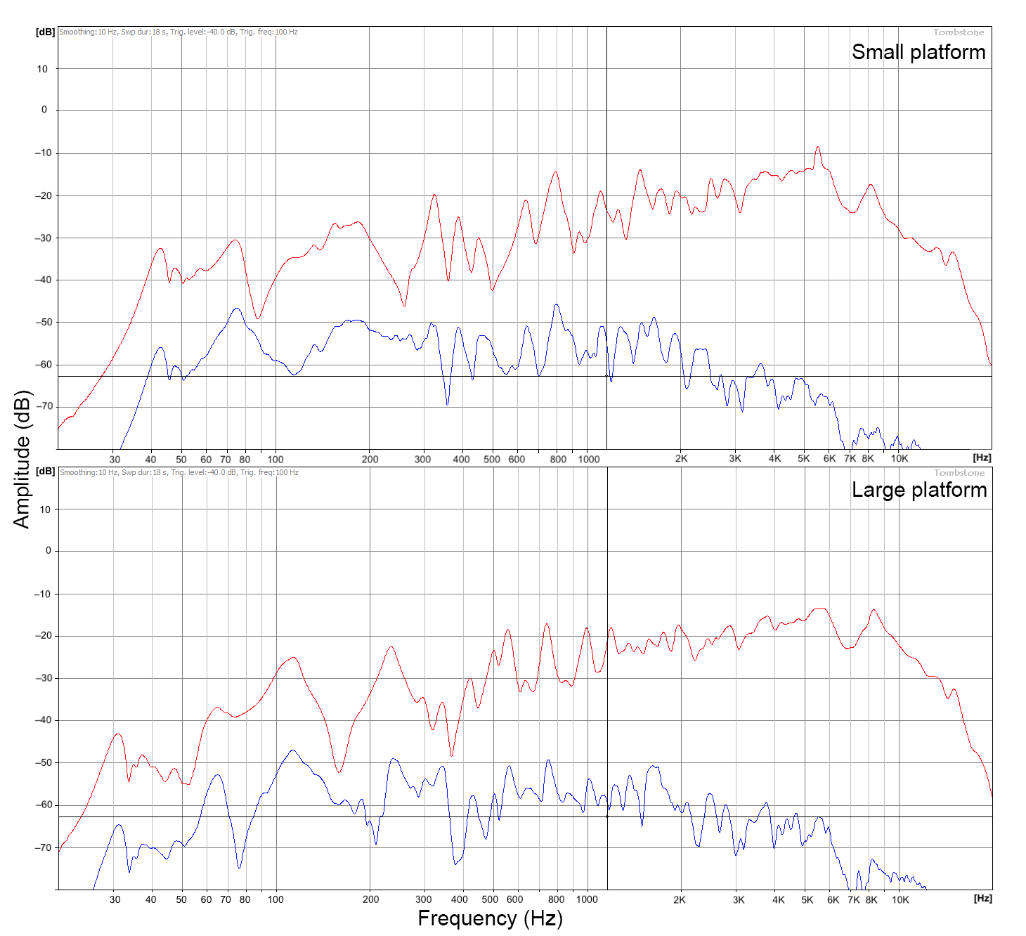 [dB] Smoothing:10 Hz, Swp dur:18 s, Trig. level:-40.0 dB, Trig. freq:100 Hz Tombstone
Small platform
10
0
−10
−20
−30
−40
−50
−60
−70
30 40 50 60 70 80 100 200 300 400 500 600 800 1000 2K 3K 4K 5K 6K 7K 8K 10K [Hz]
Amplitude (dB)
[dB] Smoothing:10 Hz, Swp dur:18 s, Trig. level:-40.0 dB, Trig. freq:100 Hz Tombstone
Large platform
10
0
−10
−20
−30
−40
−50
−60
−70
30 40 50 60 70 80 100 200 300 400 500 600 800 1000 2K 3K 4K 5K 6K 7K 8K 10K [Hz]
Frequency (Hz)